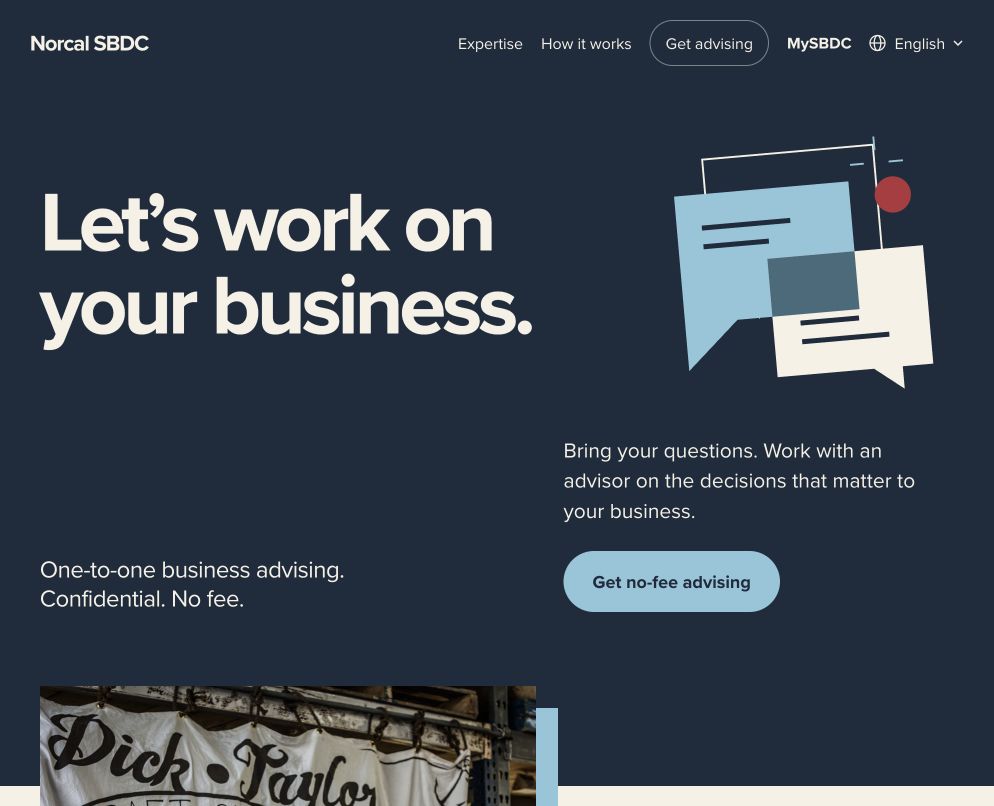 Norcal SBDC
Expertise
How it works
Get advising
MySBDC
English
Let’s work on
your business.
Bring your questions. Work with an
advisor on the decisions that matter to
your business.
Get no-fee advising
One-to-one business advising.
Confidential. No fee.
Dick • Taylor